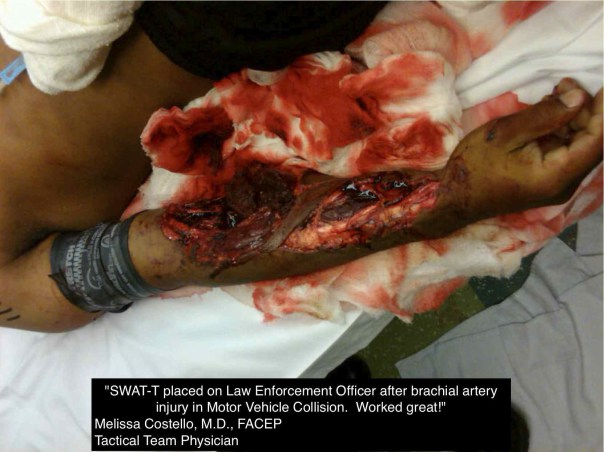 "SWAT-T placed on Law Enforcement Officer after brachial artery
injury in Motor Vehicle Collision.  Worked great!"
Melissa Costello, M.D., FACEP
Tactical Team Physician